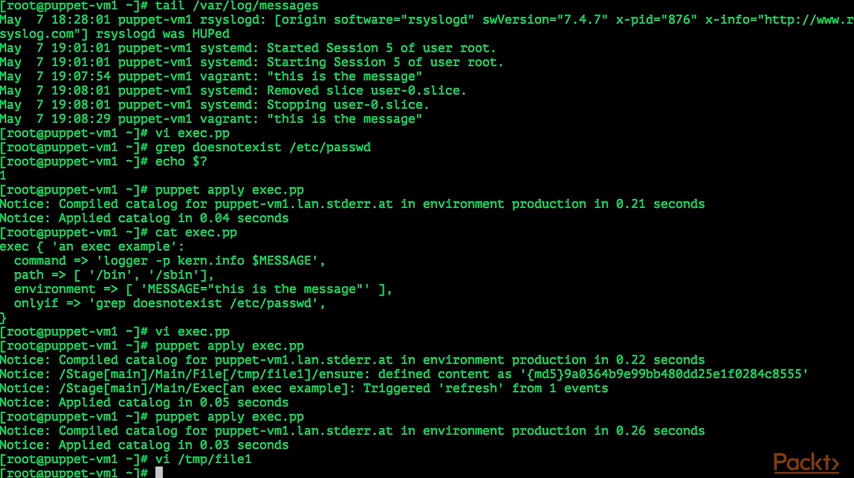 [root@puppet-vm1 ~]# tail /var/log/messages
May  7 18:28:01 puppet-vm1 rsyslogd: [origin software="rsyslogd" swVersion="7.4.7" x-pid="876" x-info="http://www.r
syslog.com"] rsyslogd was HUPed
May  7 19:01:01 puppet-vm1 systemd: Started Session 5 of user root.
May  7 19:01:01 puppet-vm1 systemd: Starting Session 5 of user root.
May  7 19:07:54 puppet-vm1 vagrant: "this is the message"
May  7 19:08:01 puppet-vm1 systemd: Removed slice user-0.slice.
May  7 19:08:01 puppet-vm1 systemd: Stopping user-0.slice.
May  7 19:08:29 puppet-vm1 vagrant: "this is the message"
[root@puppet-vm1 ~]# vi exec.pp
[root@puppet-vm1 ~]# grep doesnotexist /etc/passwd
[root@puppet-vm1 ~]# echo $?
1
[root@puppet-vm1 ~]# puppet apply exec.pp
Notice: Compiled catalog for puppet-vm1.lan.stderr.at in environment production in 0.21 seconds
Notice: Applied catalog in 0.04 seconds
[root@puppet-vm1 ~]# cat exec.pp
exec { 'an exec example':
  command => 'logger -p kern.info $MESSAGE',
  path => [ '/bin', '/sbin'],
  environment => [ 'MESSAGE="this is the message"' ],
  onlyif => 'grep doesnotexist /etc/passwd',
}
[root@puppet-vm1 ~]# vi exec.pp
[root@puppet-vm1 ~]# puppet apply exec.pp
Notice: Compiled catalog for puppet-vm1.lan.stderr.at in environment production in 0.22 seconds
Notice: /Stage[main]/Main/File[/tmp/file1]/ensure: defined content as '{md5}9a0364b9e99bb480dd25e1f0284c8555'
Notice: /Stage[main]/Main/Exec[an exec example]: Triggered 'refresh' from 1 events
Notice: Applied catalog in 0.05 seconds
[root@puppet-vm1 ~]# puppet apply exec.pp
Notice: Compiled catalog for puppet-vm1.lan.stderr.at in environment production in 0.26 seconds
Notice: Applied catalog in 0.03 seconds
[root@puppet-vm1 ~]# vi /tmp/file1
[root@puppet-vm1 ~]#
Packt>